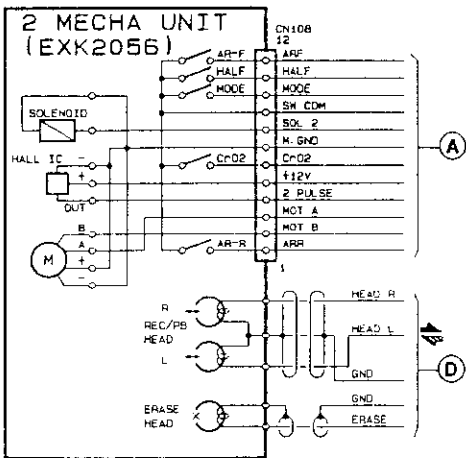 2 MECHA UNIT
(EXK2056)
CN108
12
AR-F
ARF
HALF
HALF
MODE
MODE
SW COM
SOLENOID
SOL 2
M-GND
HALL IC
-
CrO2
CrO2
+
+12V
OUT
2 PULSE
MOT A
B
MOT B
A
M
AR-R
ARR
+
-
1
A
R
HEAD R
REC/PB
HEAD
HEAD L
L
GND
D
GND
ERASE
HEAD
ERASE